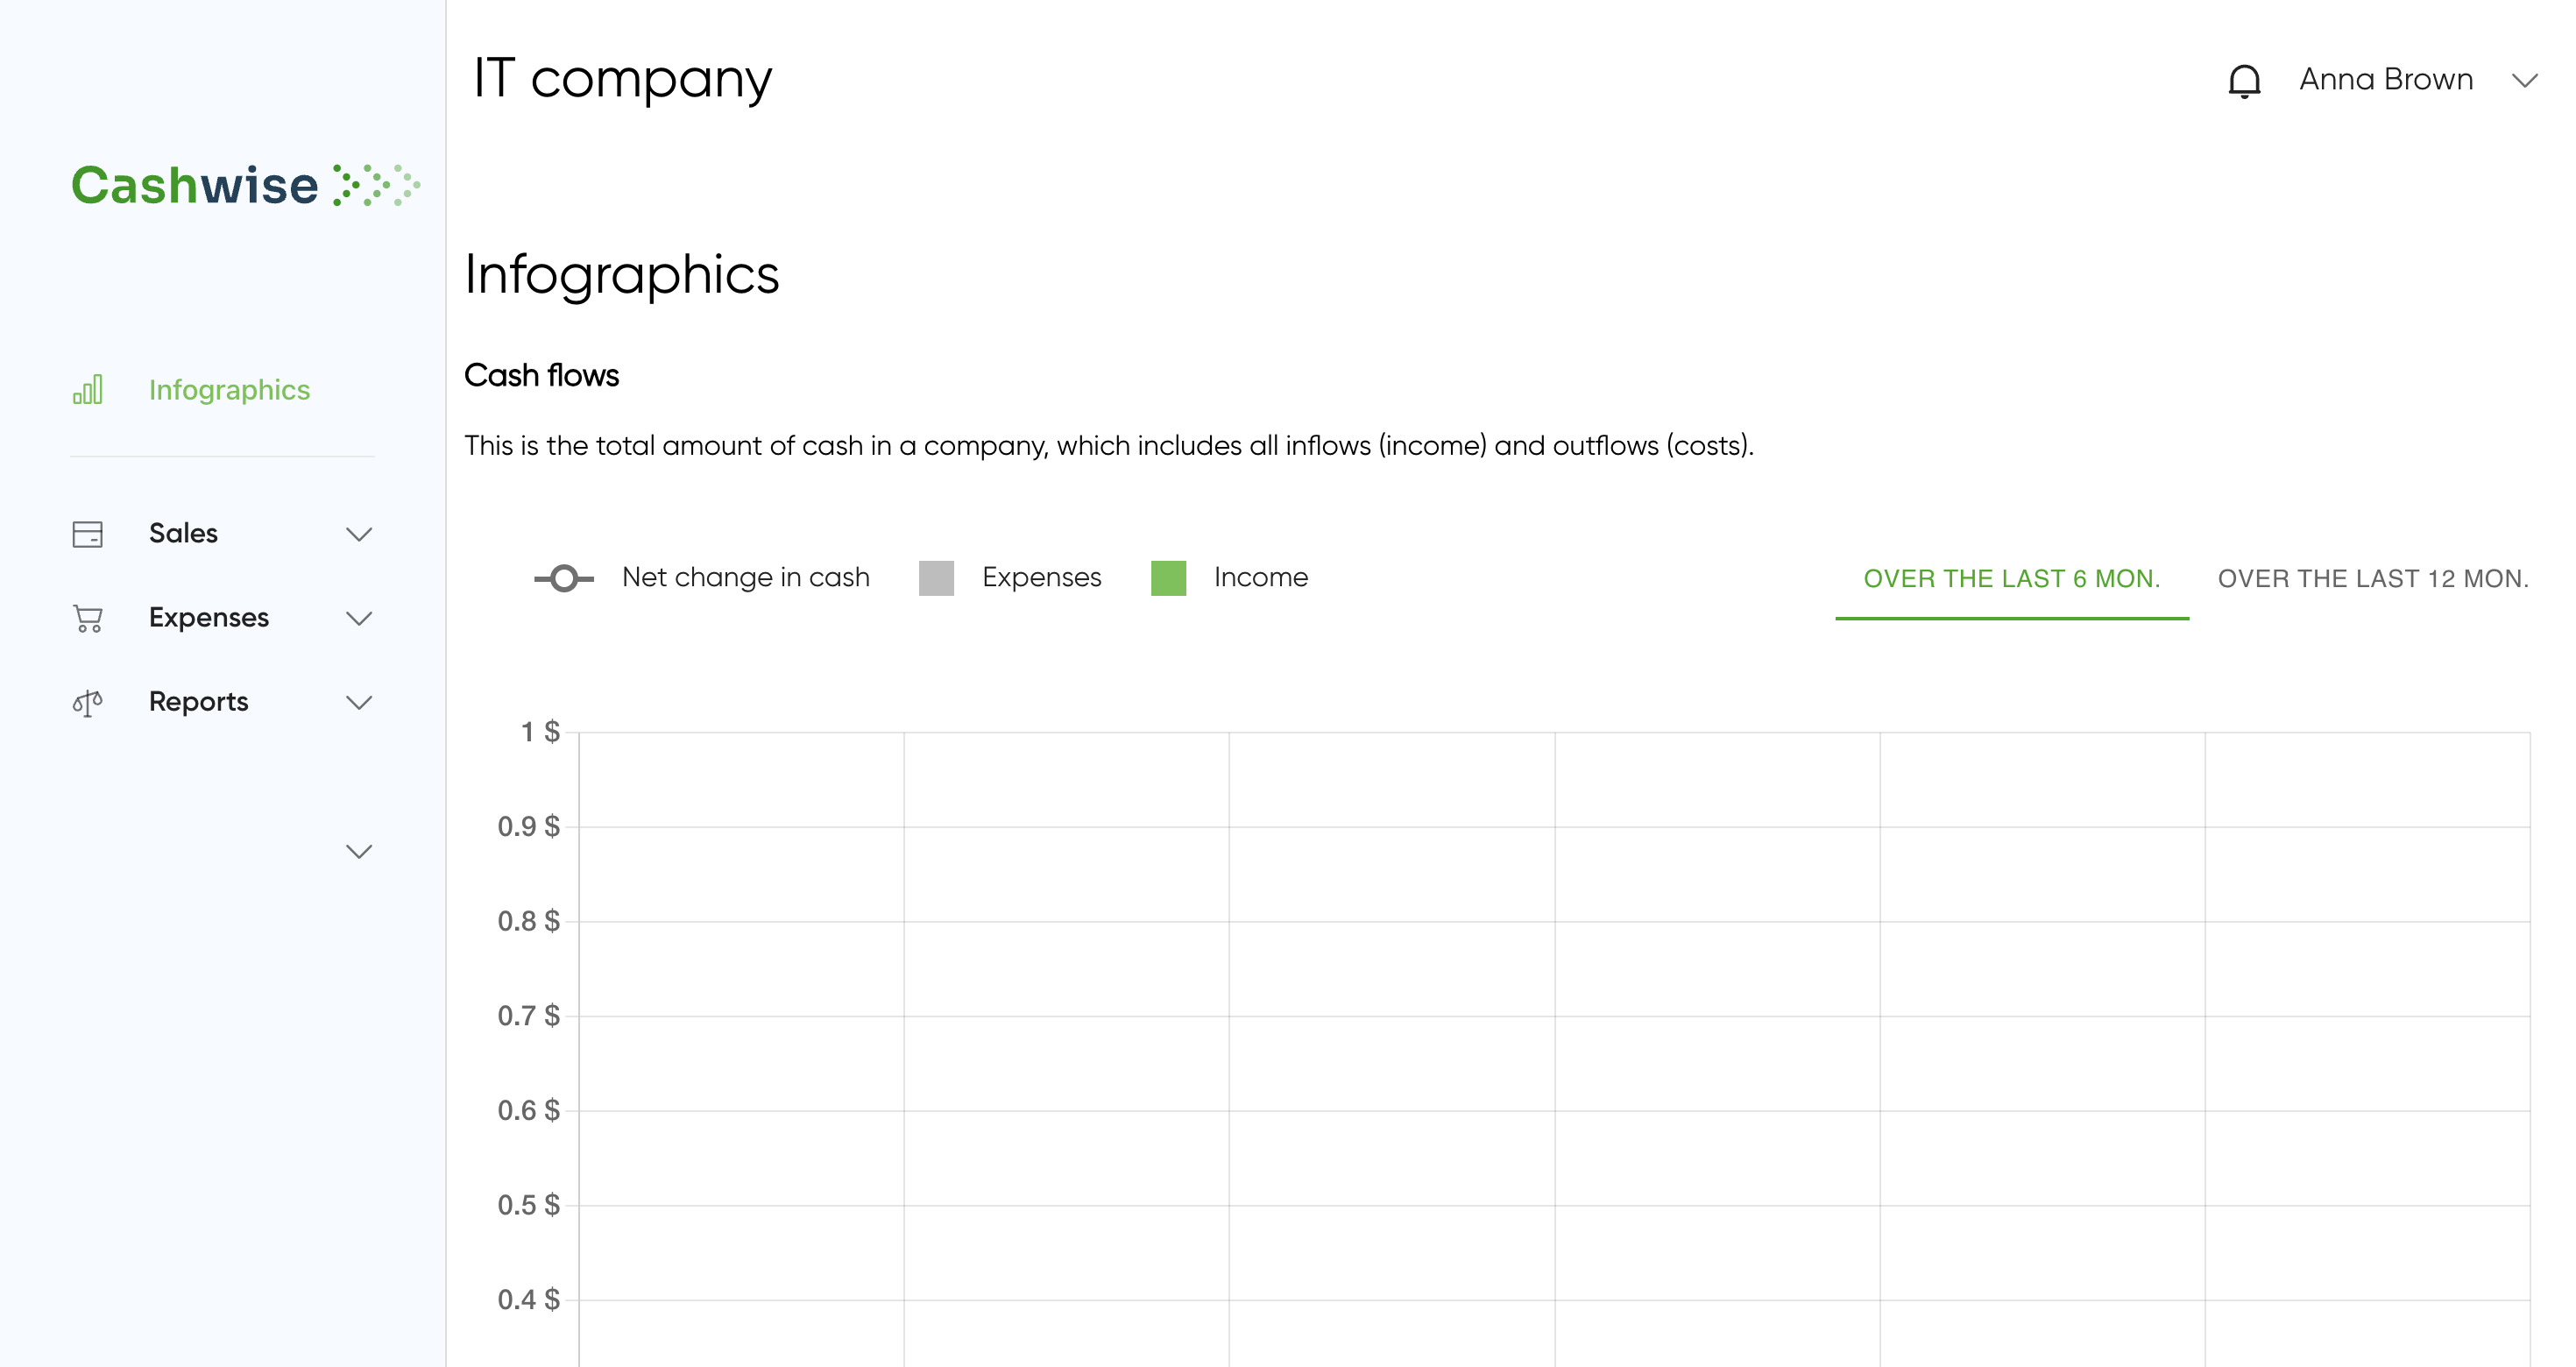 IT company
Anna Brown
Cashwise
Infographics
Sales
Expenses
Reports
Infographics
Cash flows
This is the total amount of cash in a company, which includes all inflows (income) and outflows (costs).
Net change in cash
Expenses
Income
OVER THE LAST 6 MON.
OVER THE LAST 12 MON.
1 $
0.9 $
0.8 $
0.7 $
0.6 $
0.5 $
0.4 $